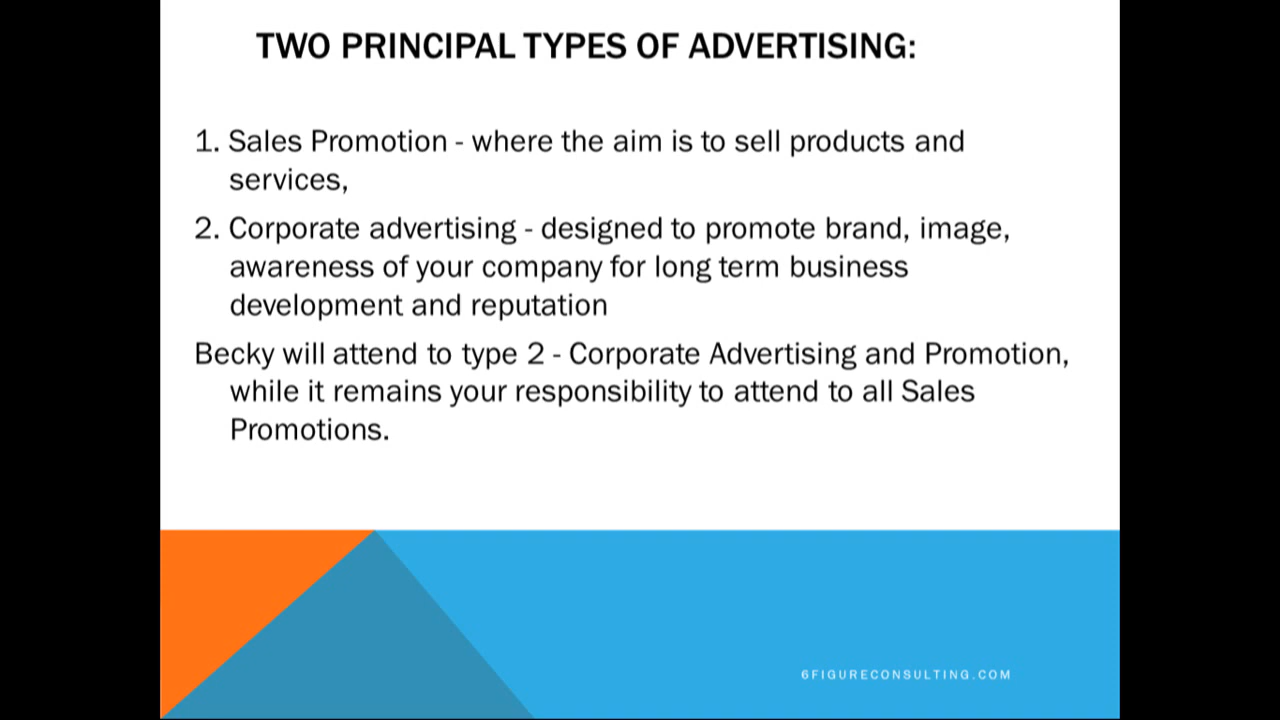 TWO PRINCIPAL TYPES OF ADVERTISING:
1. Sales Promotion - where the aim is to sell products and
services,
2. Corporate advertising - designed to promote brand, image,
awareness of your company for long term business
development and reputation
Becky will attend to type 2 - Corporate Advertising and Promotion,
while it remains your responsibility to attend to all Sales
Promotions.
6FIGURECONSULTING.COM